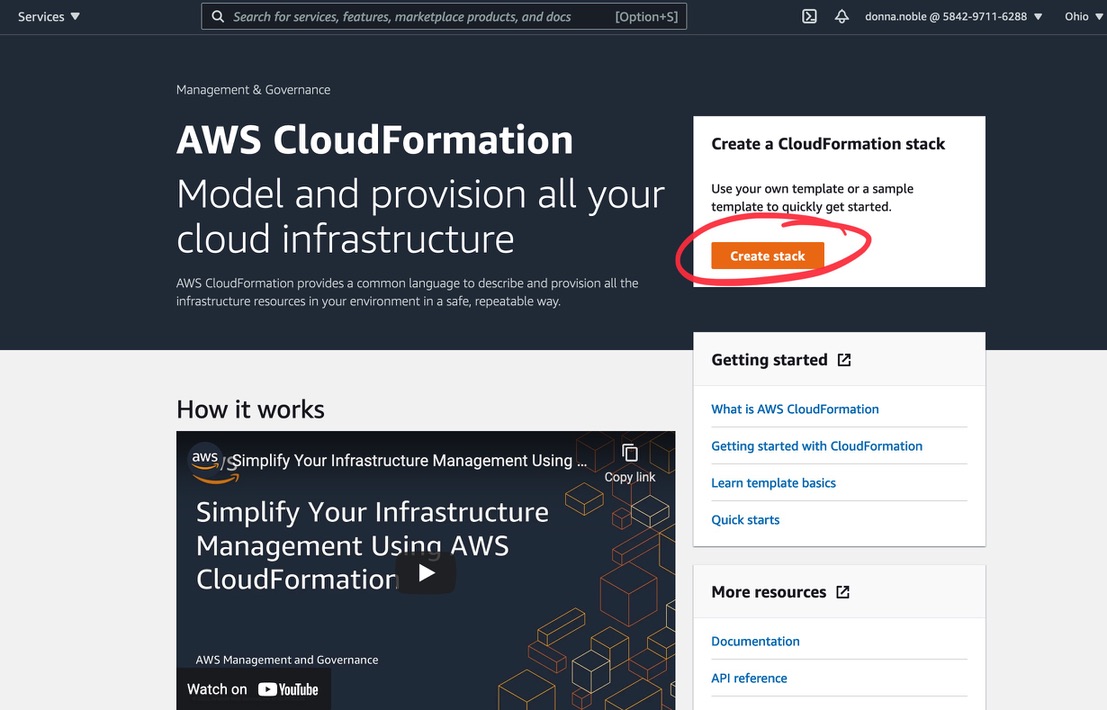 Services
Search for services, features, marketplace products, and docs [Option+S]
donna.noble @ 5842-9711-6288
Ohio
Management & Governance
AWS CloudFormation
Model and provision all your
cloud infrastructure
AWS CloudFormation provides a common language to describe and provision all the
infrastructure resources in your environment in a safe, repeatable way.
Create a CloudFormation stack
Use your own template or a sample
template to quickly get started.
Create stack
Getting started
What is AWS CloudFormation
Getting started with CloudFormation
Learn template basics
Quick starts
How it works
aws
Simplify Your Infrastructure Management Using ...
Copy link
Simplify Your Infrastructure
Management Using AWS
CloudFormation
AWS Management and Governance
Watch on YouTube
More resources
Documentation
API reference